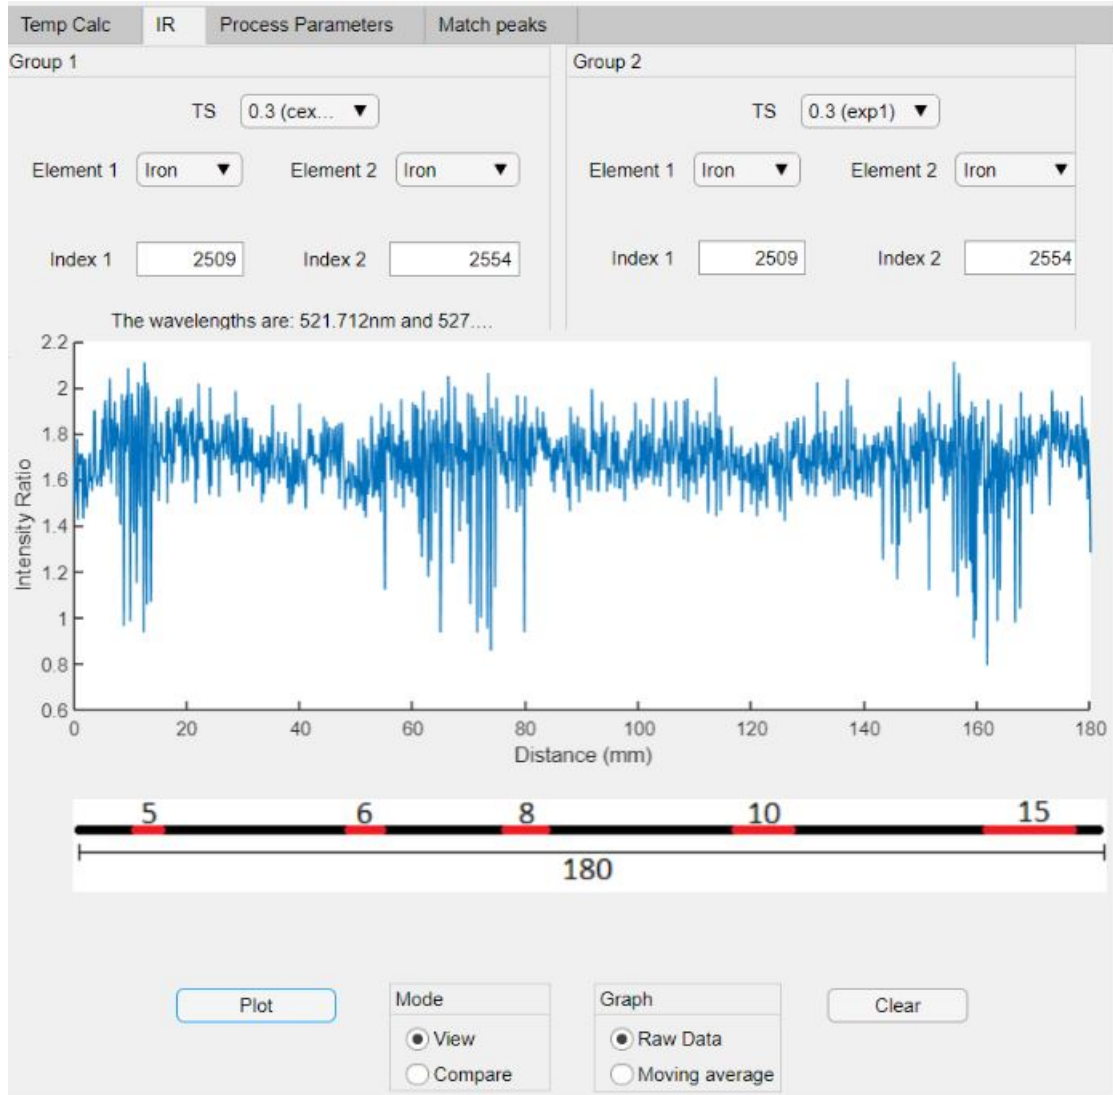 Temp Calc IR Process Parameters Match peaks
Group 1
TS 0.3 (cex... ▼
Element 1 Iron ▼ Element 2 Iron ▼
Index 1 2509 Index 2 2554
The wavelengths are: 521.712nm and 527....
Group 2
TS 0.3 (exp1) ▼
Element 1 Iron ▼ Element 2 Iron ▼
Index 1 2509 Index 2 2554
Intensity Ratio
2.2
2
1.8
1.6
1.4
1.2
1
0.8
0.6
0 20 40 60 80 100 120 140 160 180
Distance (mm)
5 6 8 10 15
180
Plot
Mode
View
Compare
Graph
Raw Data
Moving average
Clear